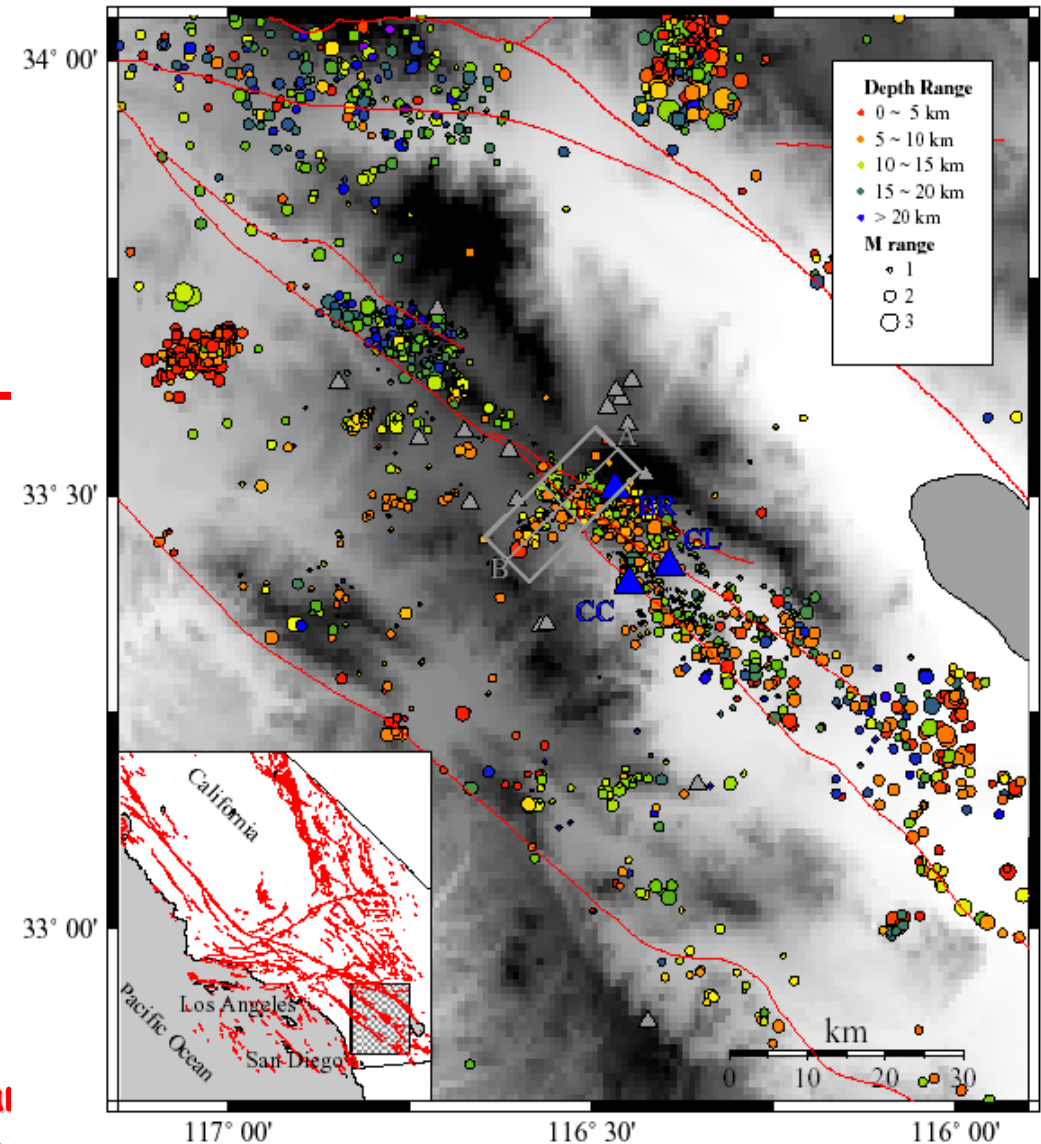 34° 00'
Depth Range
0 ~ 5 km
5 ~ 10 km
10 ~ 15 km
15 ~ 20 km
> 20 km
M range
1
2
3
A
33° 30'
BR
CL
B
CC
California
33° 00'
Los Angeles
Pacific Ocean
San Diego
km
0 10 20 30
117° 00' 116° 30' 116° 00'